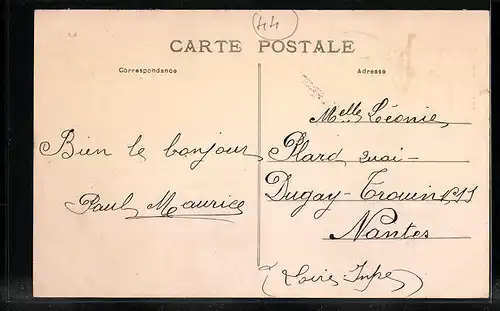 44
CARTE POSTALE
Correspondance
Adresse
Bien le bonjour
Paul Maurice
Melle Léonie
Plard quai
Dugay-Trouin
Nantes
(Loire Infre)